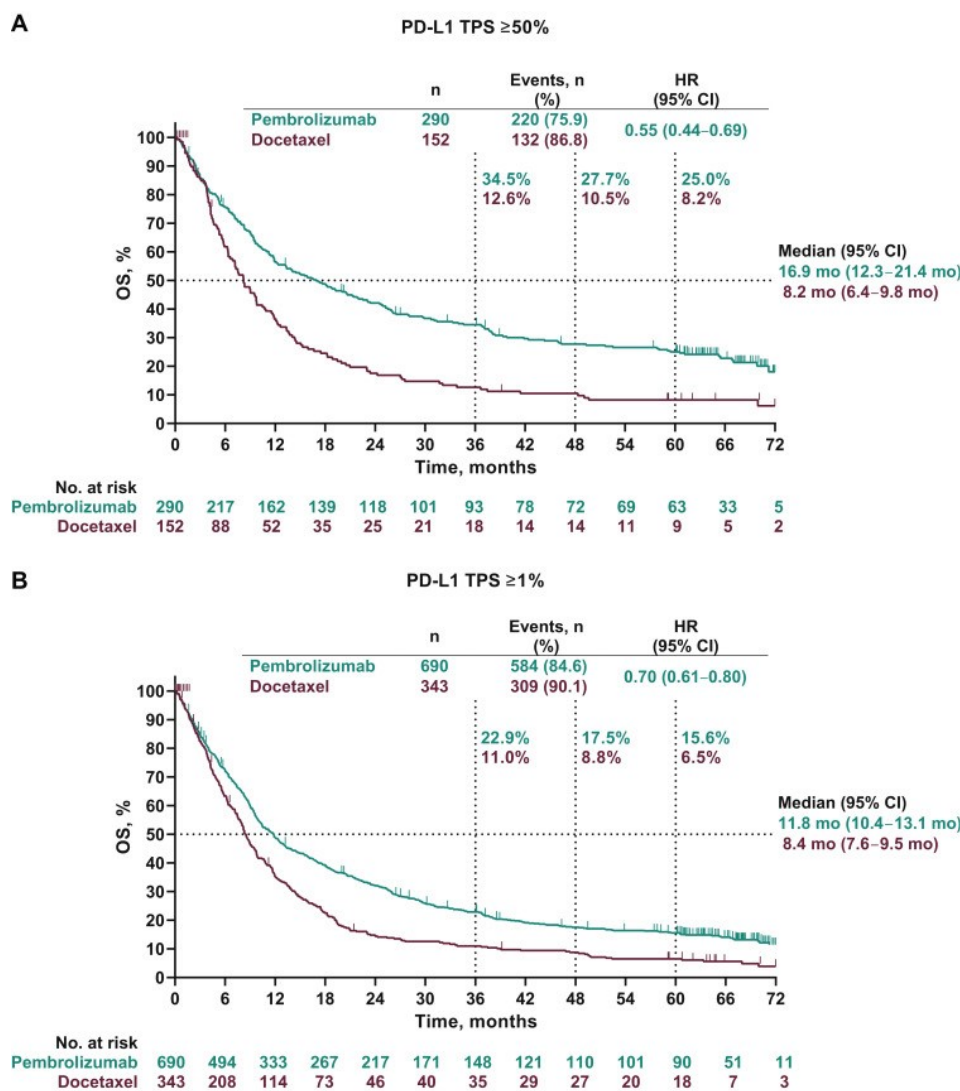 A
PD-L1 TPS ≥50%
n Events, n (%) HR (95% CI)
Pembrolizumab 290 220 (75.9) 0.55 (0.44–0.69)
Docetaxel 152 132 (86.8)
100
90
80
70
60
50
40
30
20
10
0
OS, %
34.5% 27.7% 25.0%
12.6% 10.5% 8.2%
Median (95% CI)
16.9 mo (12.3–21.4 mo)
8.2 mo (6.4–9.8 mo)
0 6 12 18 24 30 36 42 48 54 60 66 72
Time, months
No. at risk
Pembrolizumab 290 217 162 139 118 101 93 78 72 69 63 33 5
Docetaxel 152 88 52 35 25 21 18 14 14 11 9 5 2
B
PD-L1 TPS ≥1%
n Events, n (%) HR (95% CI)
Pembrolizumab 690 584 (84.6) 0.70 (0.61–0.80)
Docetaxel 343 309 (90.1)
100
90
80
70
60
50
40
30
20
10
0
OS, %
22.9% 17.5% 15.6%
11.0% 8.8% 6.5%
Median (95% CI)
11.8 mo (10.4–13.1 mo)
8.4 mo (7.6–9.5 mo)
0 6 12 18 24 30 36 42 48 54 60 66 72
Time, months
No. at risk
Pembrolizumab 690 494 333 267 217 171 148 121 110 101 90 51 11
Docetaxel 343 208 114 73 46 40 35 29 27 20 18 7 3